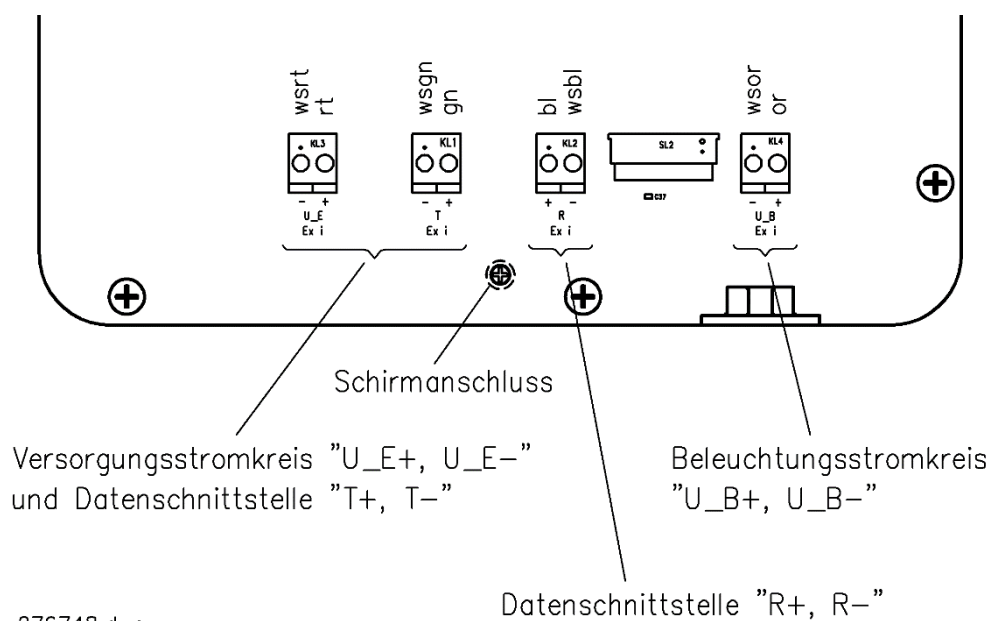 wsrt
rt
wsgn
gn
bl
wsbl
wsor
or
KL3
KL1
KL2
SL2
KL4
C37
- +
U_E
Ex i
- +
T
Ex i
+ -
R
Ex i
- +
U_B
Ex i
Schirmanschluss
Versorgungsstromkreis "U_E+, U_E-"
und Datenschnittstelle "T+, T-"
Beleuchtungsstromkreis
"U_B+, U_B-"
Datenschnittstelle "R+, R-"